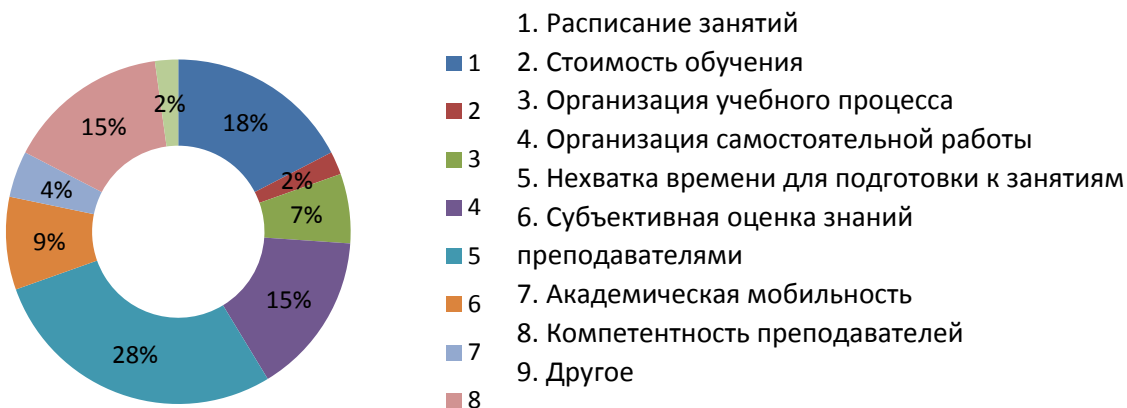 18%
2%
7%
15%
28%
9%
4%
15%
2%
1
2
3
4
5
6
7
8
1. Расписание занятий
2. Стоимость обучения
3. Организация учебного процесса
4. Организация самостоятельной работы
5. Нехватка времени для подготовки к занятиям
6. Субъективная оценка знаний
преподавателями
7. Академическая мобильность
8. Компетентность преподавателей
9. Другое